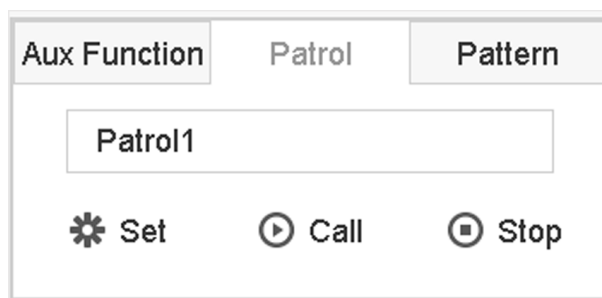 Aux Function Patrol Pattern
Patrol1
Set Call Stop